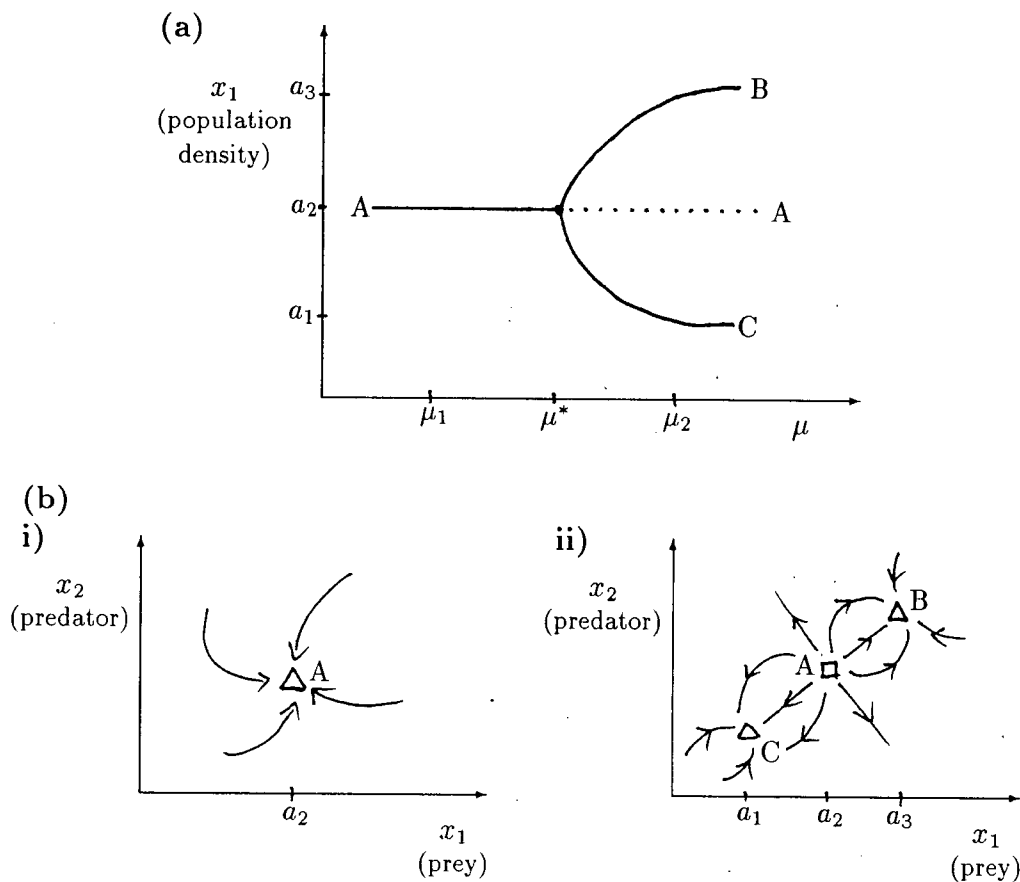 (a)
x₁
(population
density)
a₃
a₂
a₁
A
B
A
C
μ₁
μ*
μ₂
μ
(b)
i)
x₂
(predator)
A
a₂
x₁
(prey)
ii)
x₂
(predator)
B
A
C
a₁
a₂
a₃
x₁
(prey)